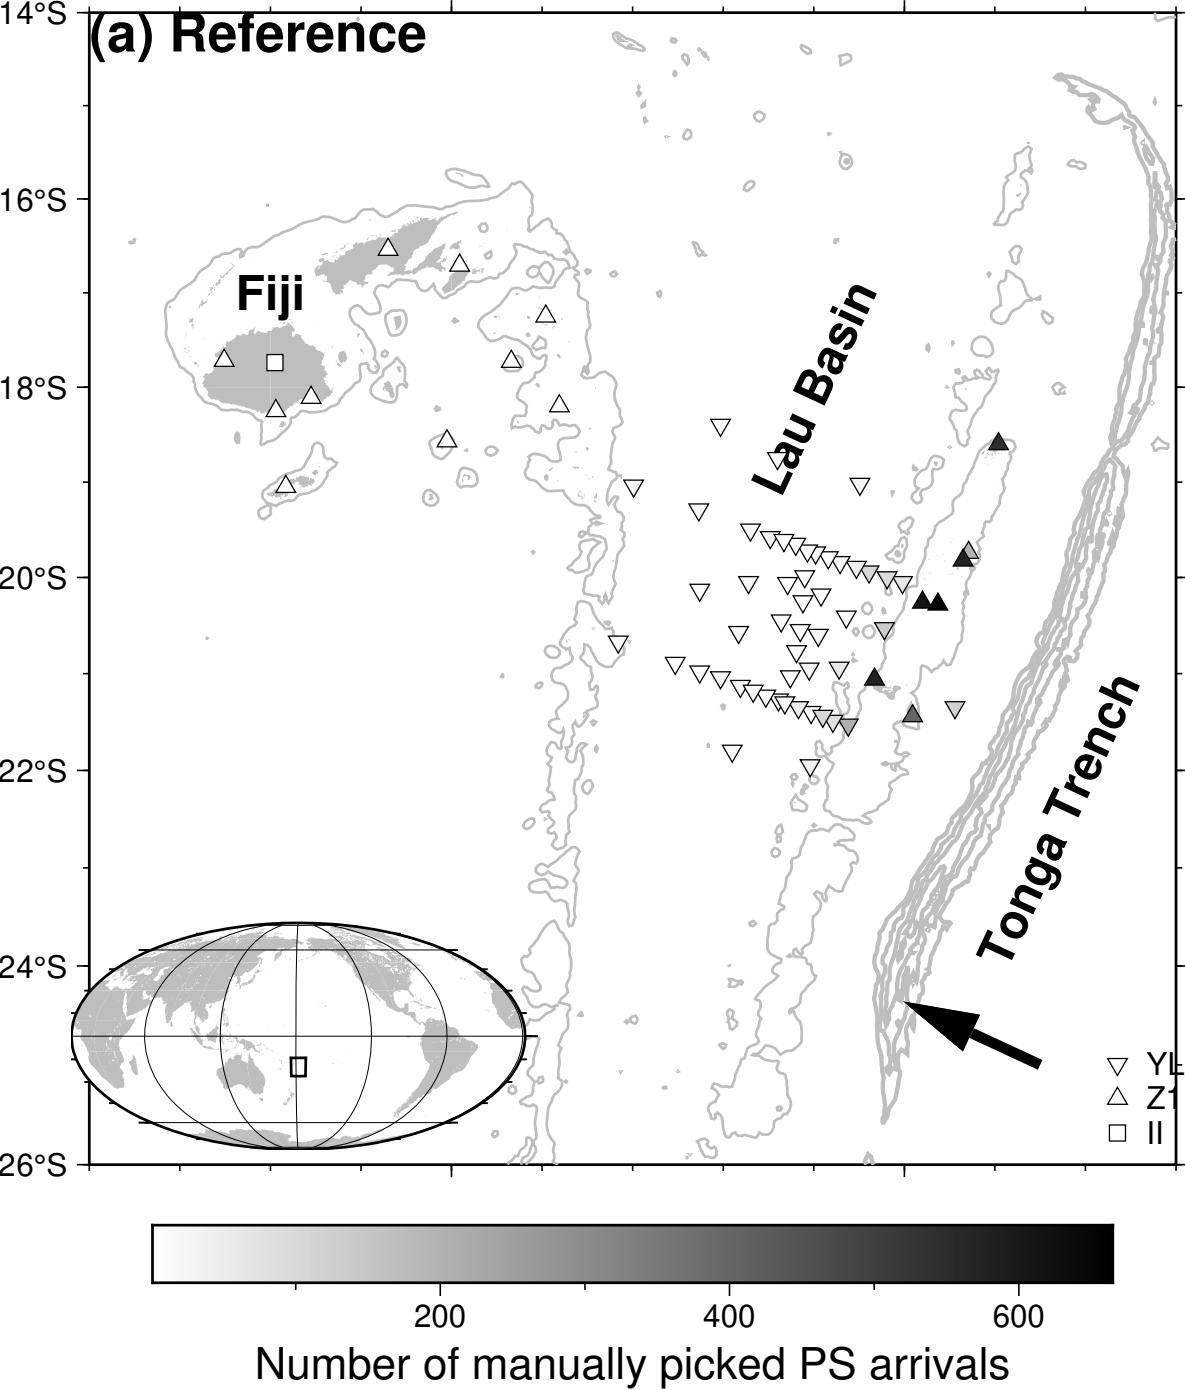 14°S
(a) Reference
16°S
Fiji
Lau Basin
18°S
20°S
22°S
Tonga Trench
24°S
YL
Z1
II
26°S
200
400
600
Number of manually picked PS arrivals